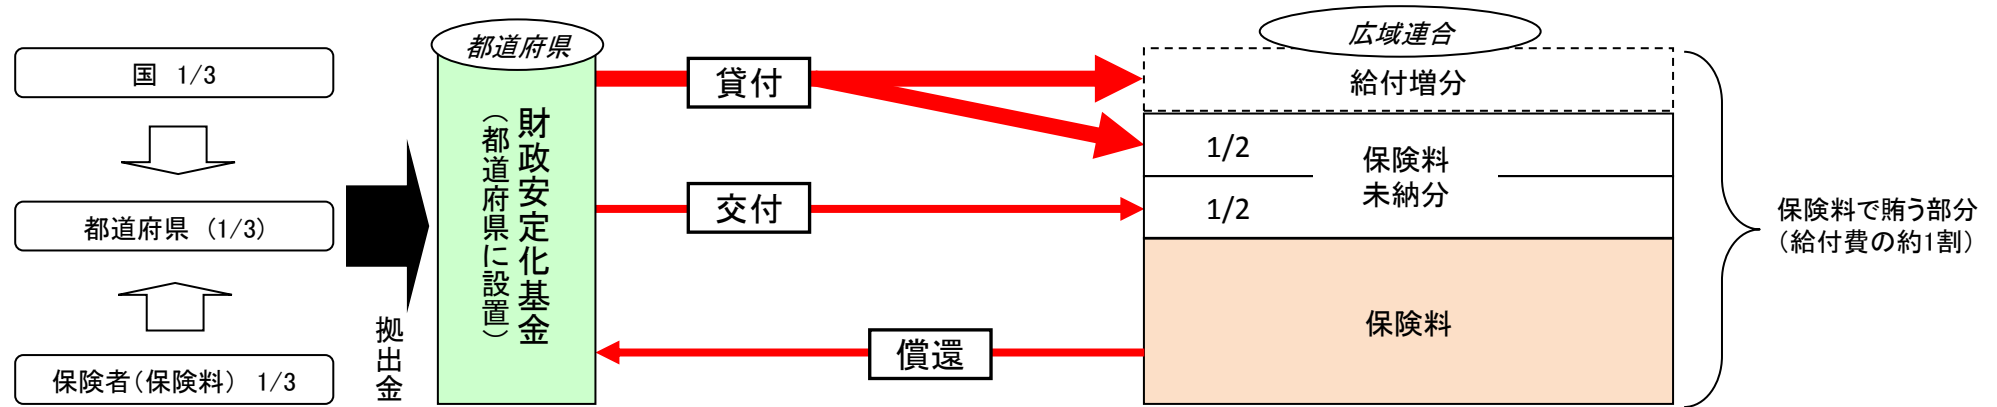 国 1/3
都道府県 (1/3)
保険者(保険料) 1/3
拠出金
都道府県
財政安定化基金
(都道府県に設置)
貸付
交付
償還
広域連合
給付増分
1/2
1/2
保険料
未納分
保険料
保険料で賄う部分
(給付費の約1割)